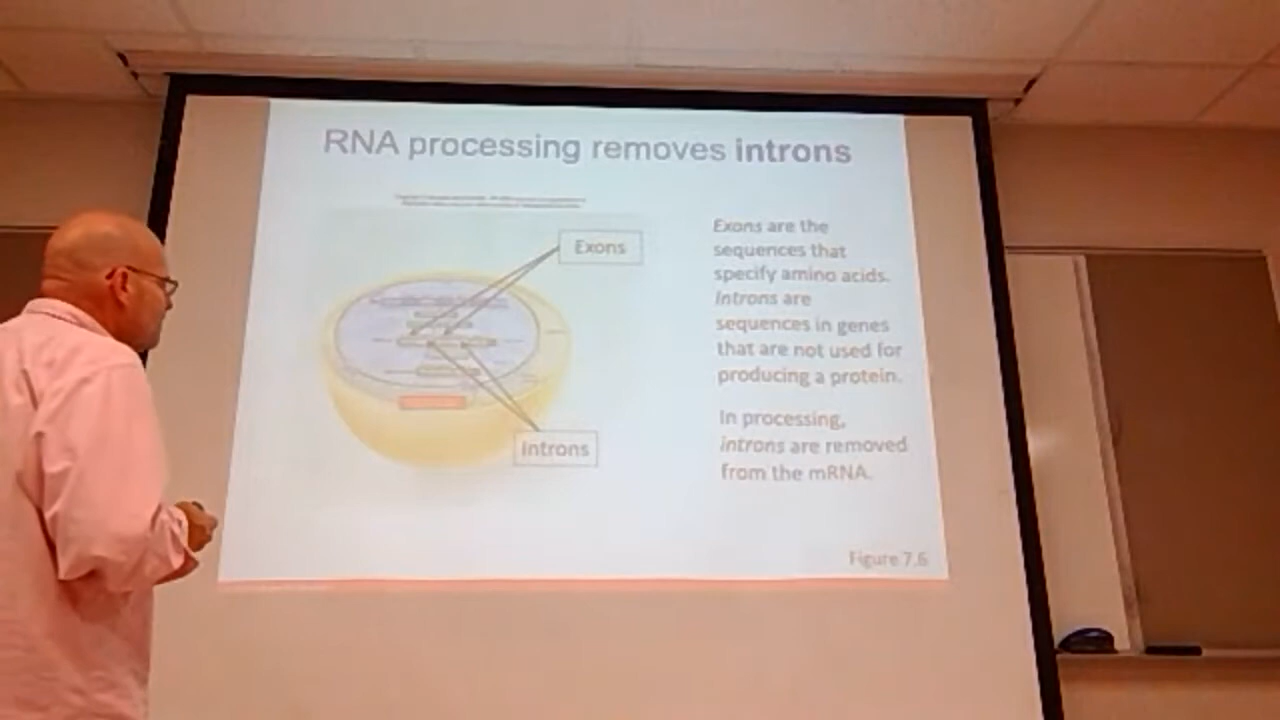 RNA processing removes introns
Exons
Exons are the
sequences that
specify amino acids.
Introns are
sequences in genes
that are not used for
producing a protein.
In processing,
introns are removed
from the mRNA.
Introns
Figure 7.6